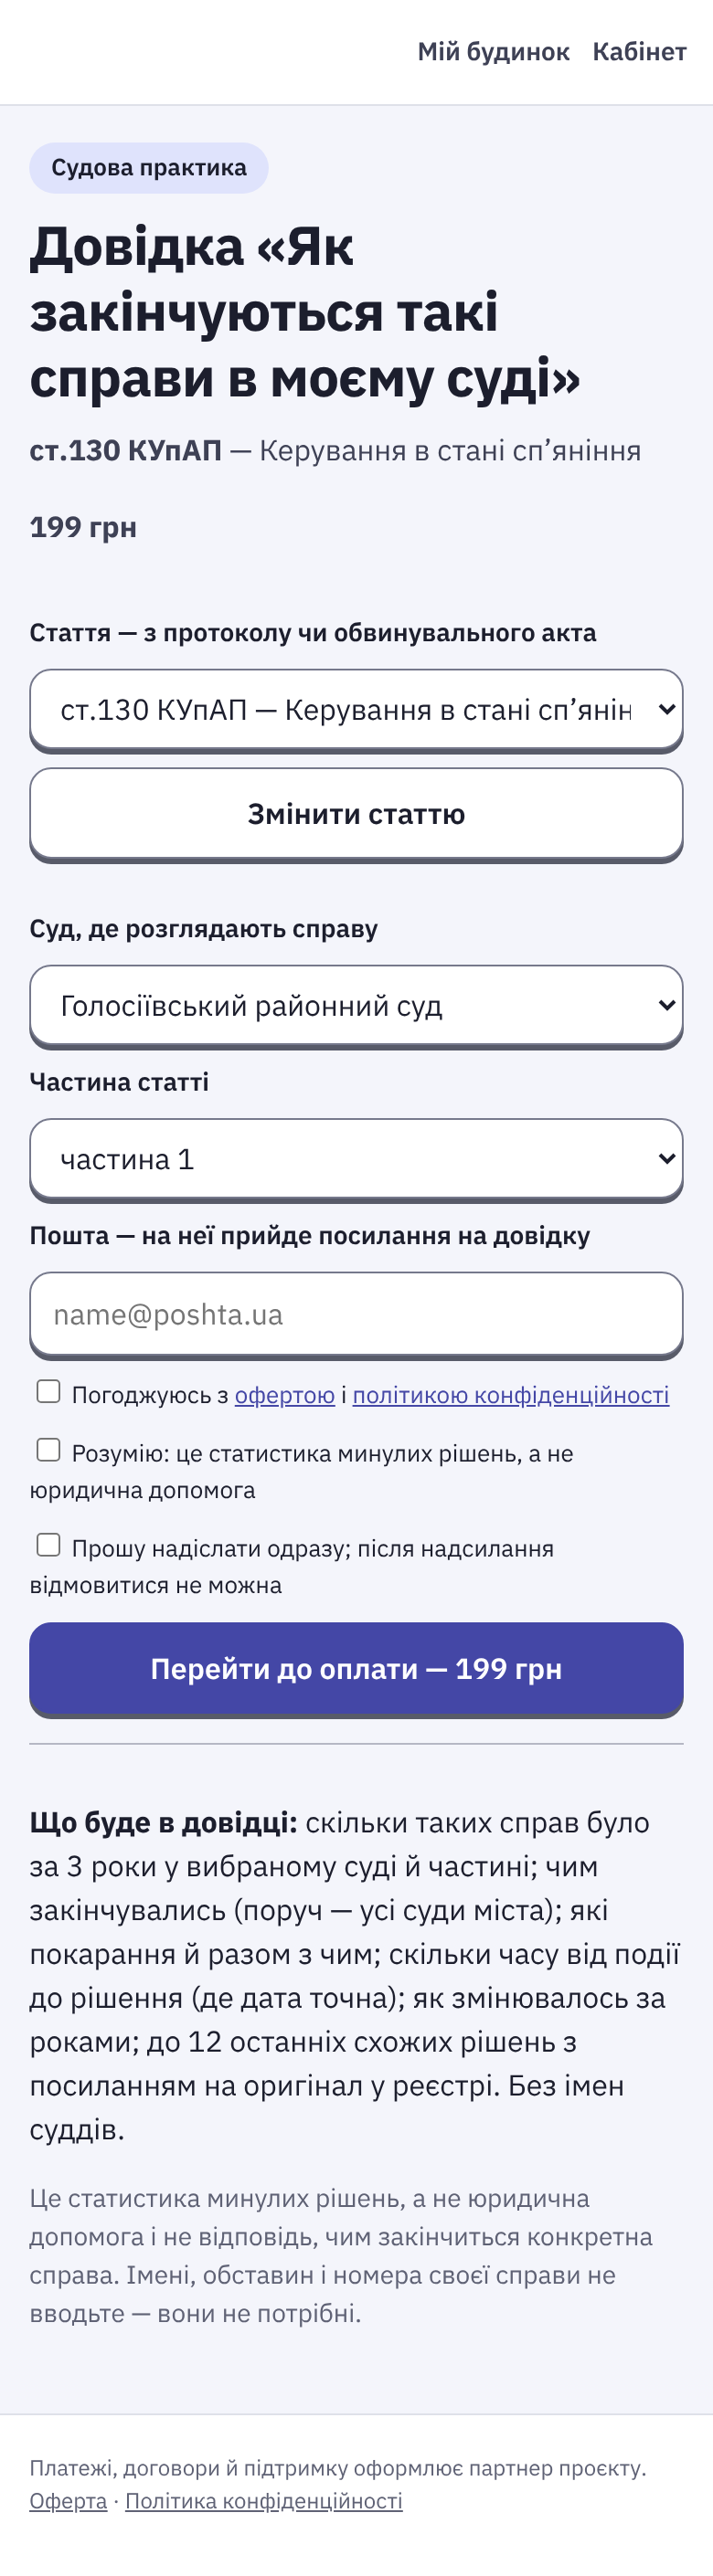 Мій будинок Кабінет
Судова практика
Довідка «Як
закінчуються такі
справи в моєму суді»
ст.130 КУпАП — Керування в стані сп’яніння
199 грн
Стаття — з протоколу чи обвинувального акта
ст.130 КУпАП — Керування в стані сп’янін
Змінити статтю
Суд, де розглядають справу
Голосіївський районний суд
Частина статті
частина 1
Пошта — на неї прийде посилання на довідку
name@poshta.ua
Погоджуюсь з офертою і політикою конфіденційності
Розумію: це статистика минулих рішень, а не
юридична допомога
Прошу надіслати одразу; після надсилання
відмовитися не можна
Перейти до оплати — 199 грн
Що буде в довідці: скільки таких справ було
за 3 роки у вибраному суді й частині; чим
закінчувались (поруч — усі суди міста); які
покарання й разом з чим; скільки часу від події
до рішення (де дата точна); як змінювалось за
роками; до 12 останніх схожих рішень з
посиланням на оригінал у реєстрі. Без імен
суддів.
Це статистика минулих рішень, а не юридична
допомога і не відповідь, чим закінчиться конкретна
справа. Імені, обставин і номера своєї справи не
вводьте — вони не потрібні.
Платежі, договори й підтримку оформлює партнер проєкту.
Оферта · Політика конфіденційності